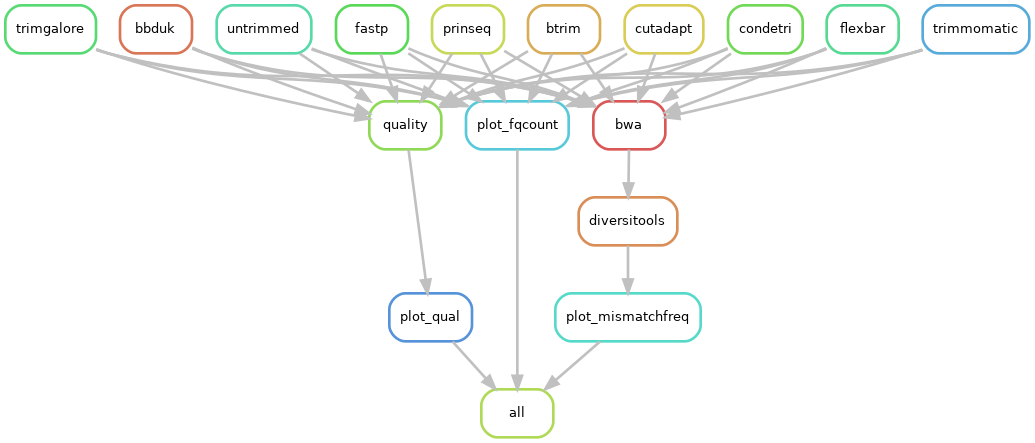 trimgalore
bbduk
untrimmed
fastp
prinseq
btrim
cutadapt
condetri
flexbar
trimmomatic
quality
plot_fqcount
bwa
diversitools
plot_qual
plot_mismatchfreq
all